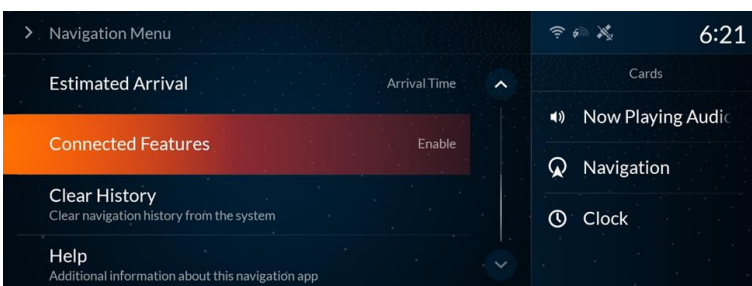 Navigation Menu
6:21
Estimated Arrival
Arrival Time
Cards
Connected Features
Enable
Now Playing Audio
Navigation
Clear History
Clear navigation history from the system
Clock
Help
Additional information about this navigation app